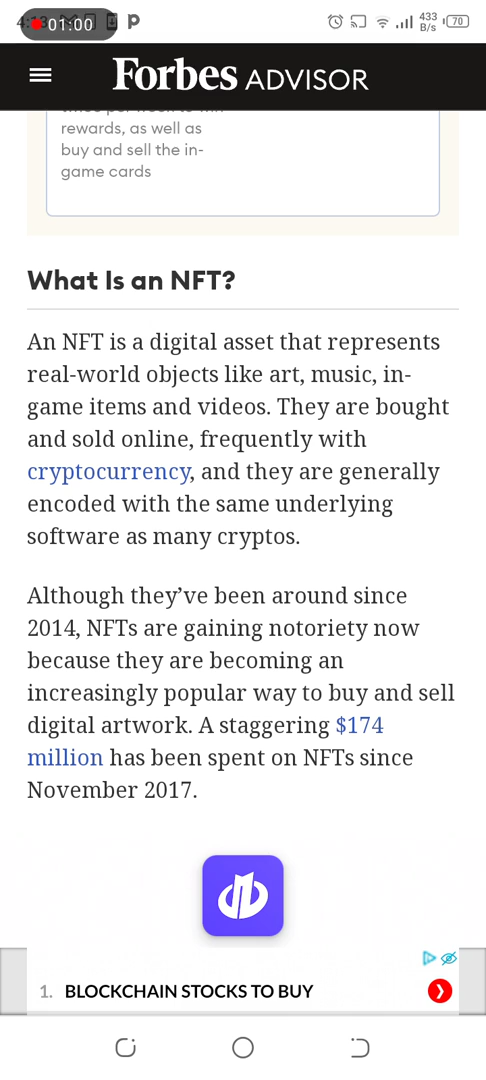 01:00
433
B/s
70
Forbes ADVISOR
rewards, as well as
buy and sell the in-
game cards
What Is an NFT?
An NFT is a digital asset that represents
real-world objects like art, music, in-
game items and videos. They are bought
and sold online, frequently with
cryptocurrency, and they are generally
encoded with the same underlying
software as many cryptos.
Although they’ve been around since
2014, NFTs are gaining notoriety now
because they are becoming an
increasingly popular way to buy and sell
digital artwork. A staggering $174
million has been spent on NFTs since
November 2017.
1. BLOCKCHAIN STOCKS TO BUY